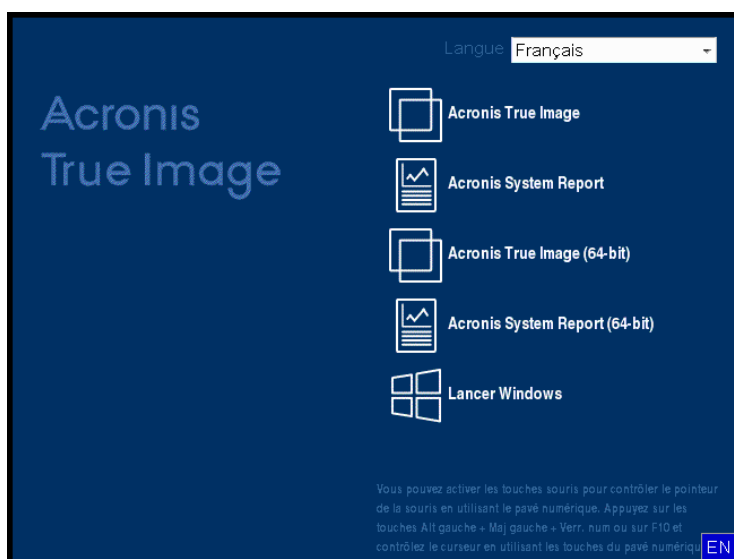 Langue Français
Acronis
True Image
Acronis True Image
Acronis System Report
Acronis True Image (64-bit)
Acronis System Report (64-bit)
Lancer Windows
Vous pouvez activer les touches souris pour contrôler le pointeur
de la souris en utilisant le pavé numérique. Appuyez sur les
touches Alt gauche + Maj gauche + Verr. num ou sur F10 et
contrôlez le curseur en utilisant les touches du pavé numériqu
EN